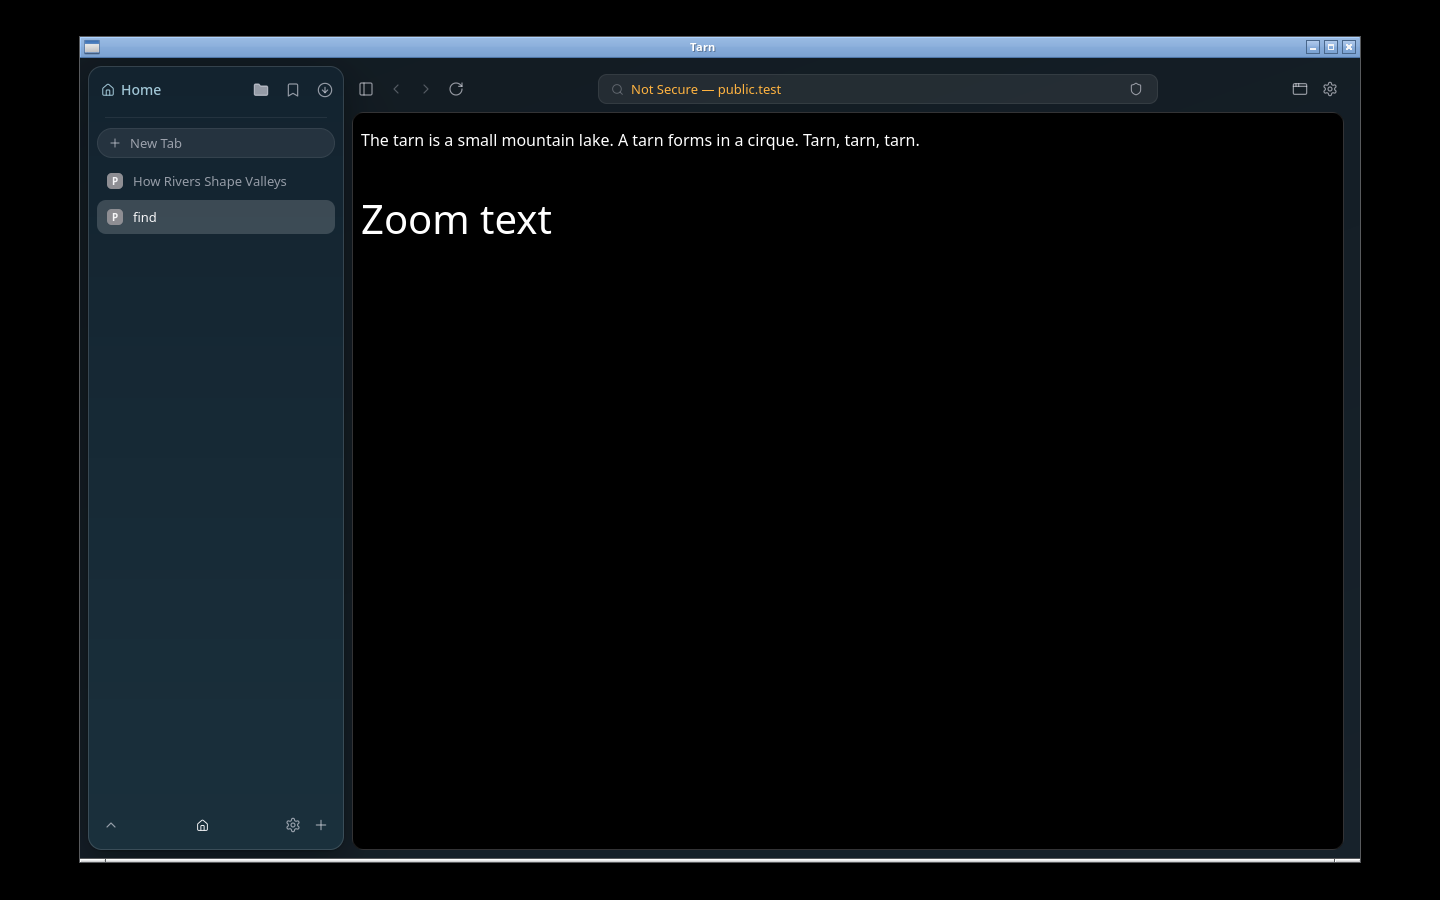 Tarn
Home
Not Secure — public.test
New Tab
P How Rivers Shape Valleys
P find
The tarn is a small mountain lake. A tarn forms in a cirque. Tarn, tarn, tarn.
Zoom text